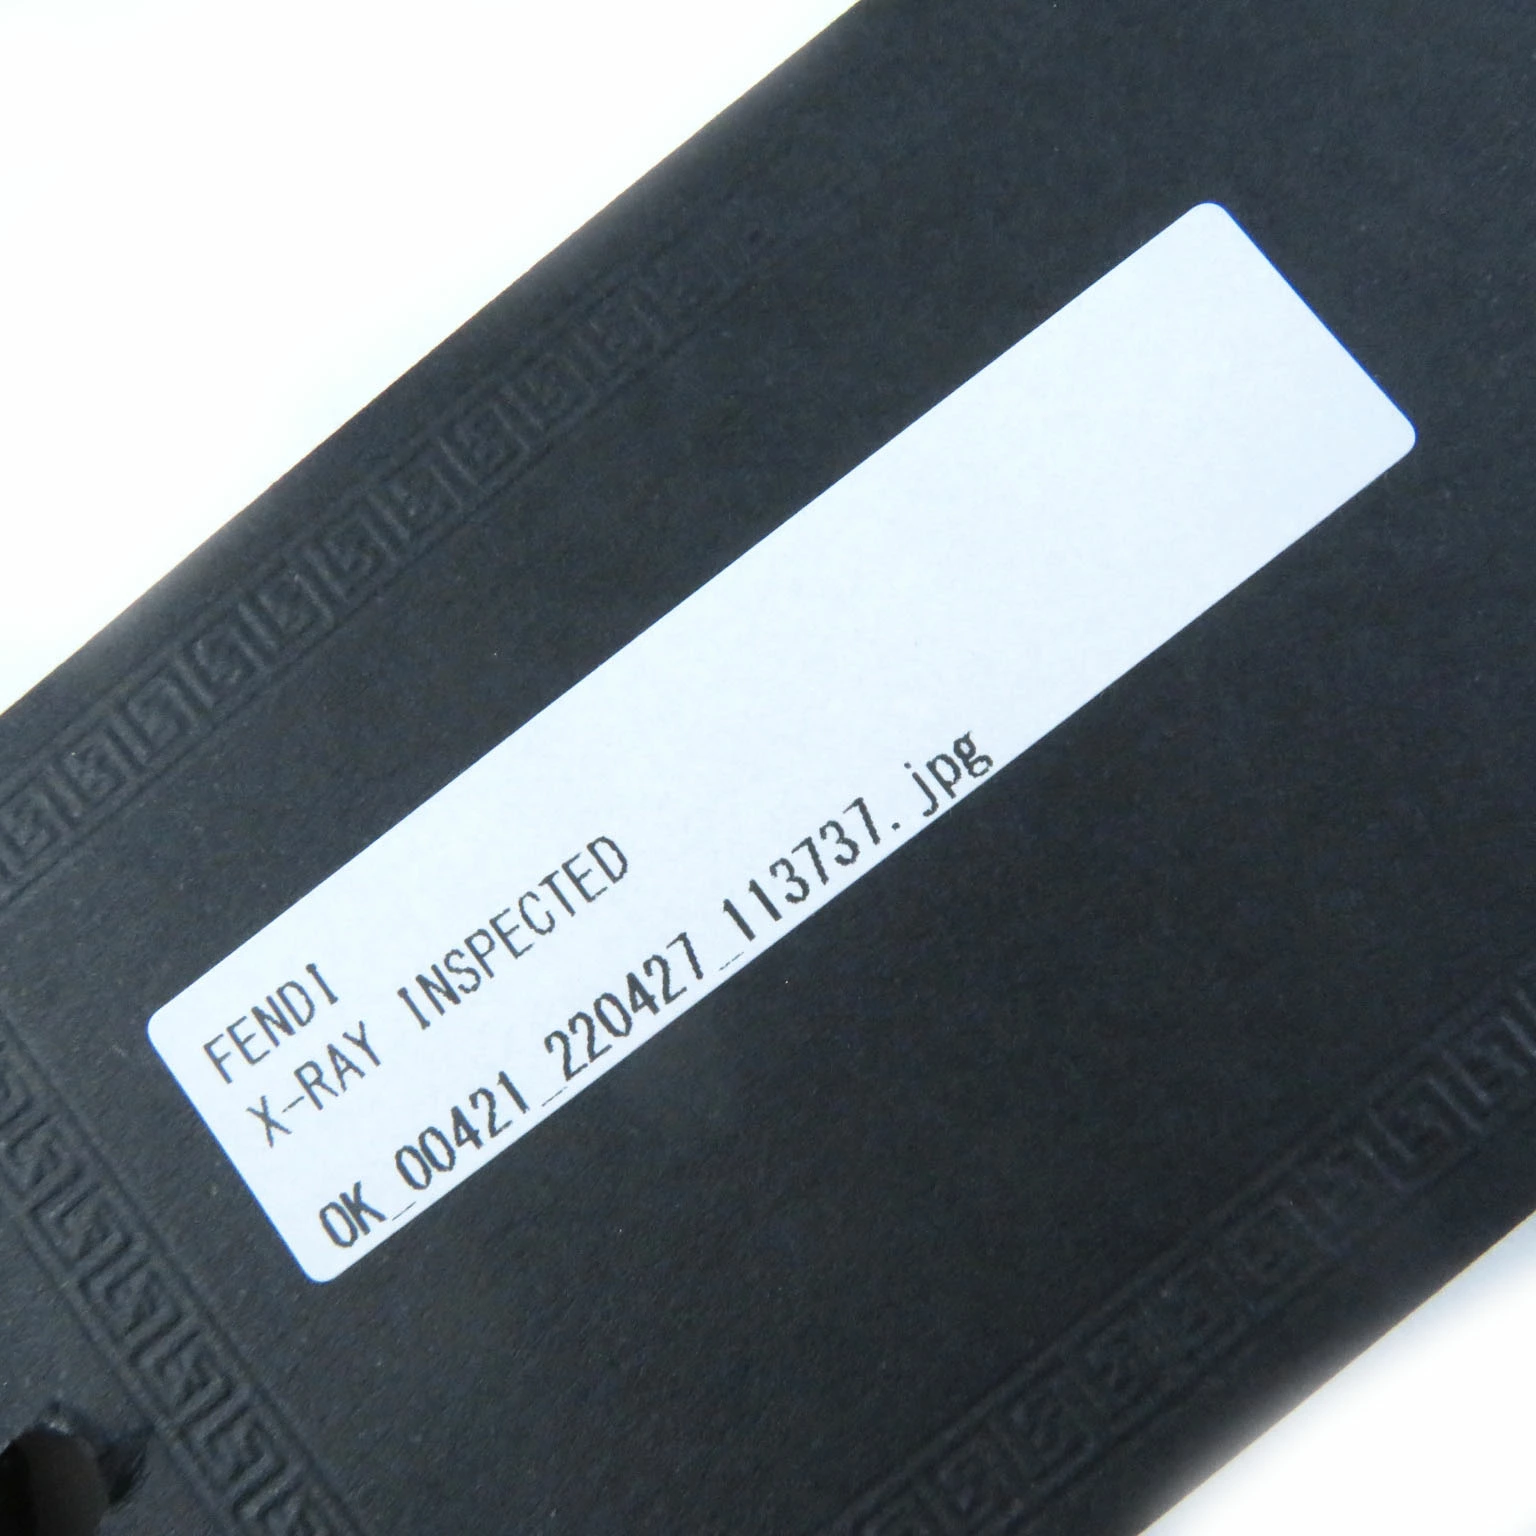 FENDI
X-RAY INSPECTED
OK_00421_220427_113737.jpg